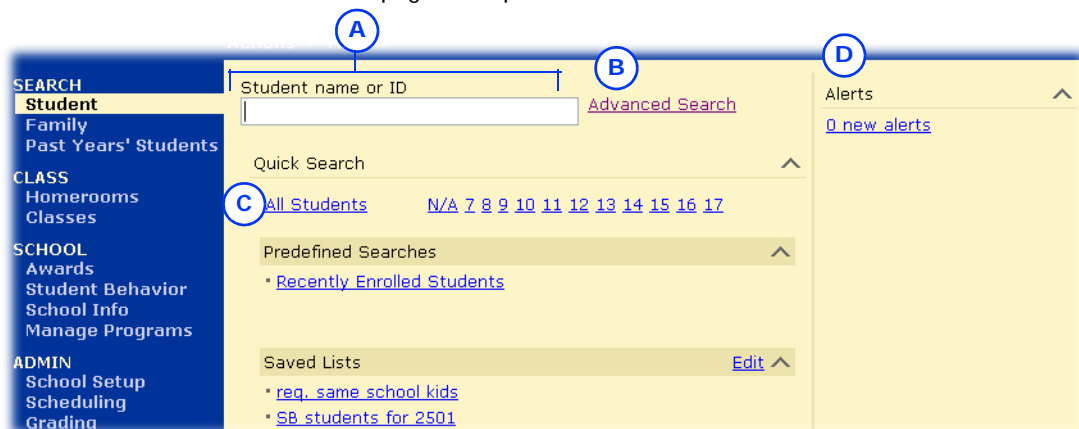 A
B
D
SEARCH
Student
Family
Past Years' Students
CLASS
Homerooms
Classes
SCHOOL
Awards
Student Behavior
School Info
Manage Programs
ADMIN
School Setup
Scheduling
Grading
Student name or ID
Advanced Search
Quick Search
C
All Students N/A 7 8 9 10 11 12 13 14 15 16 17
Predefined Searches
Recently Enrolled Students
Saved Lists Edit
req. same school kids
SB students for 2501
Alerts
0 new alerts